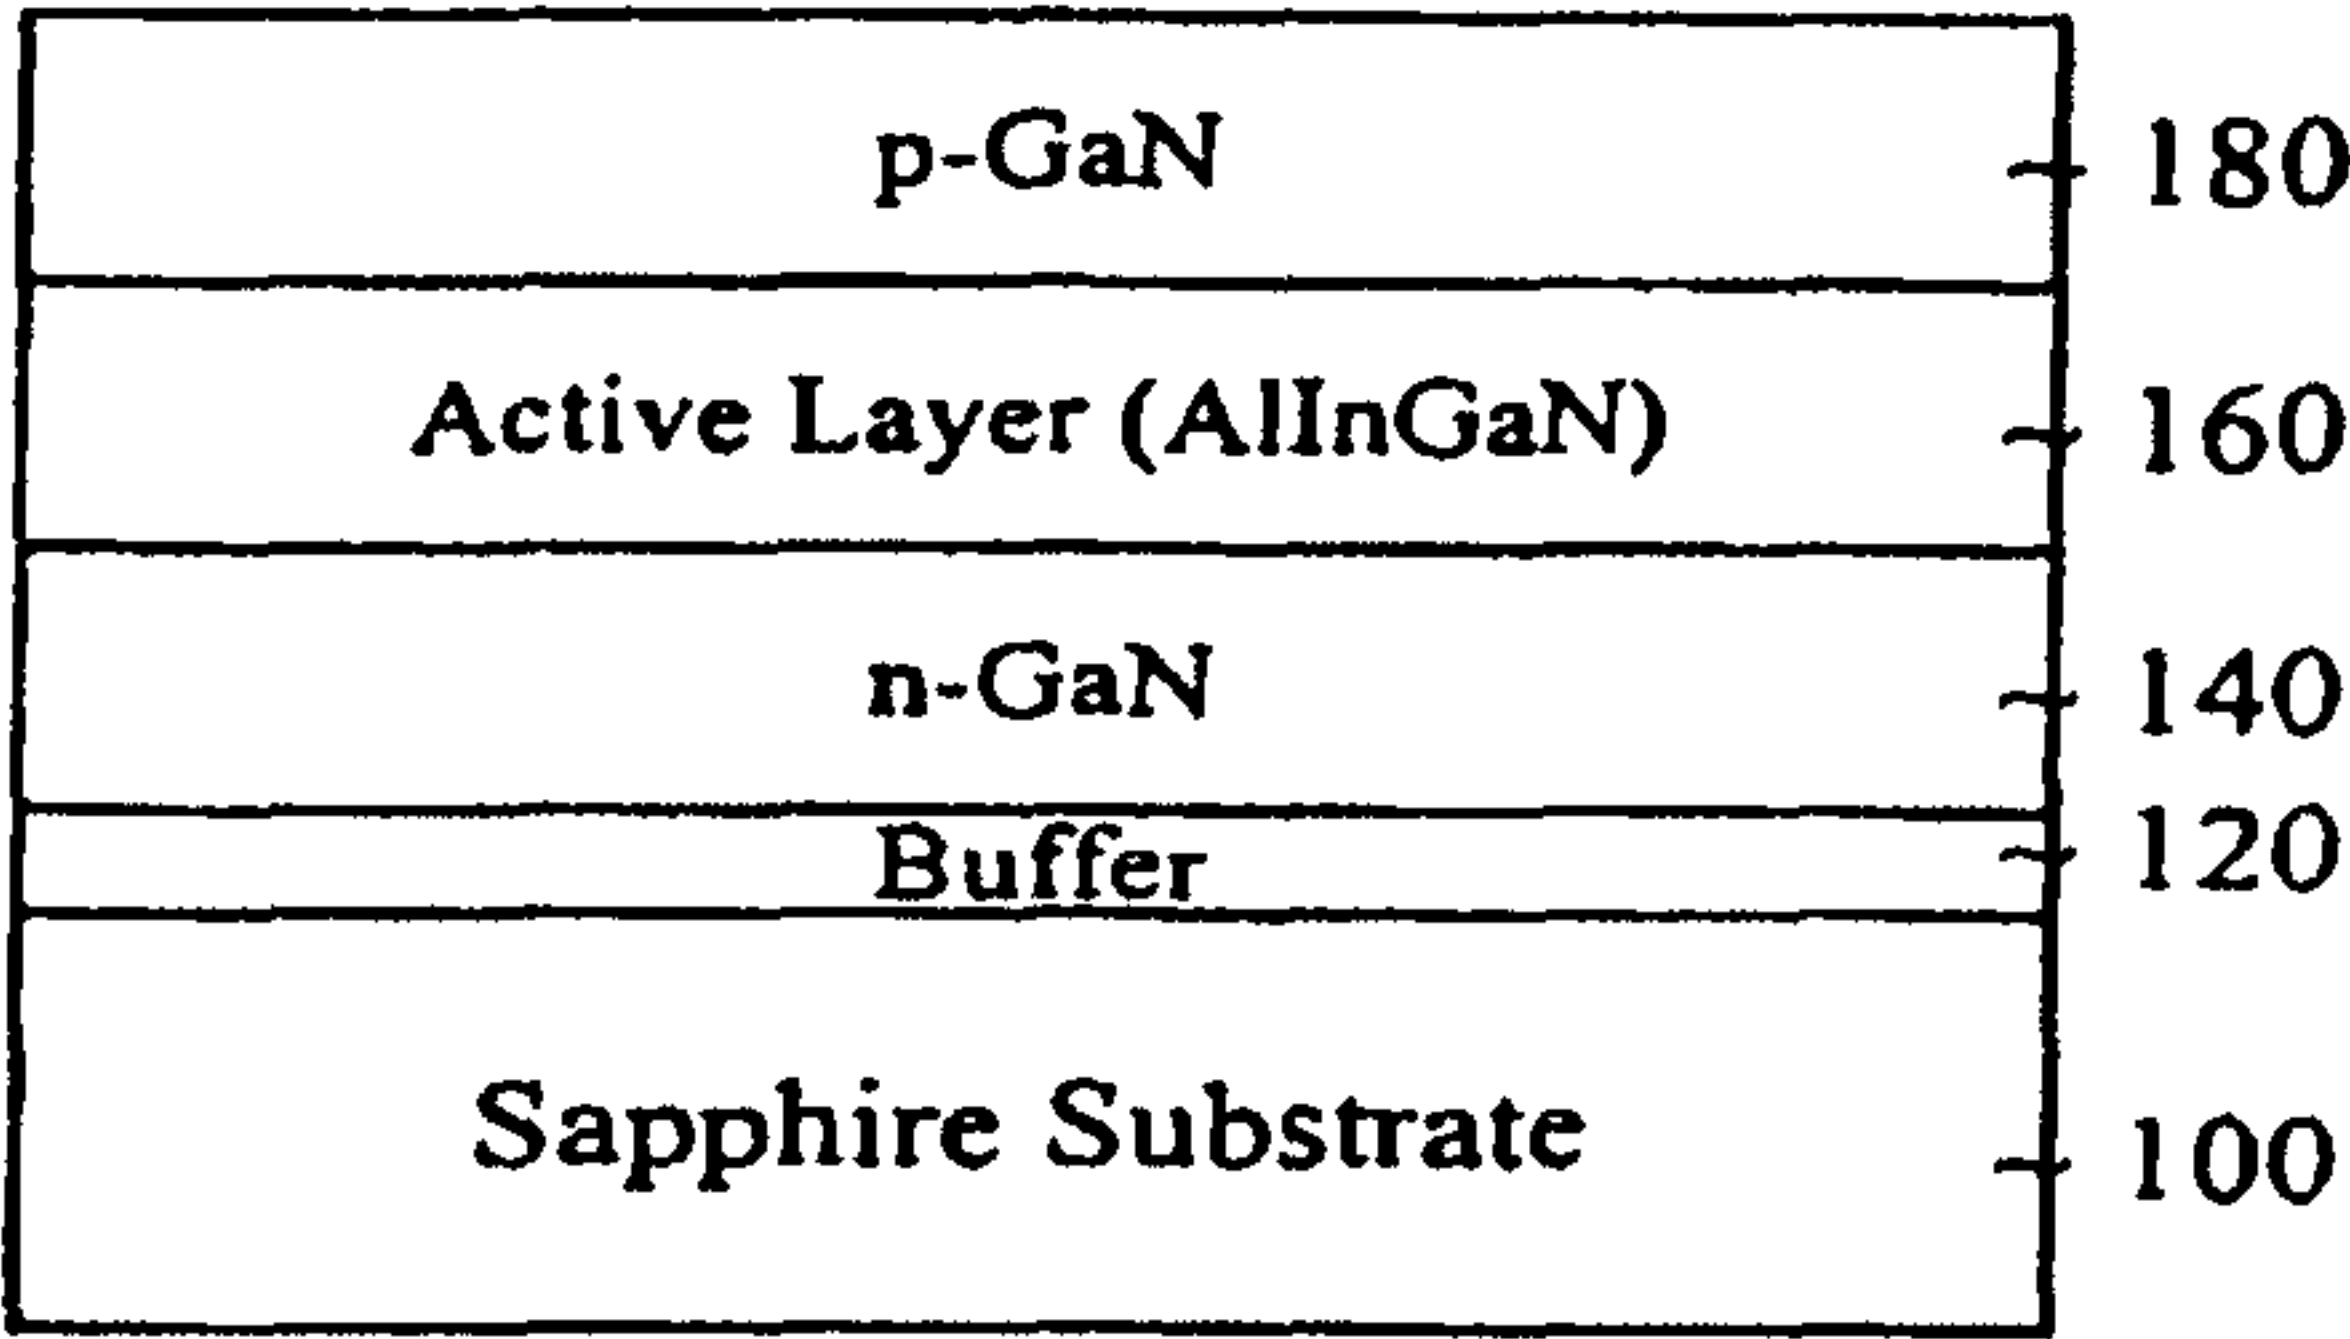 p-GaN 180
Active Layer (AlInGaN) 160
n-GaN 140
Buffer 120
Sapphire Substrate 100